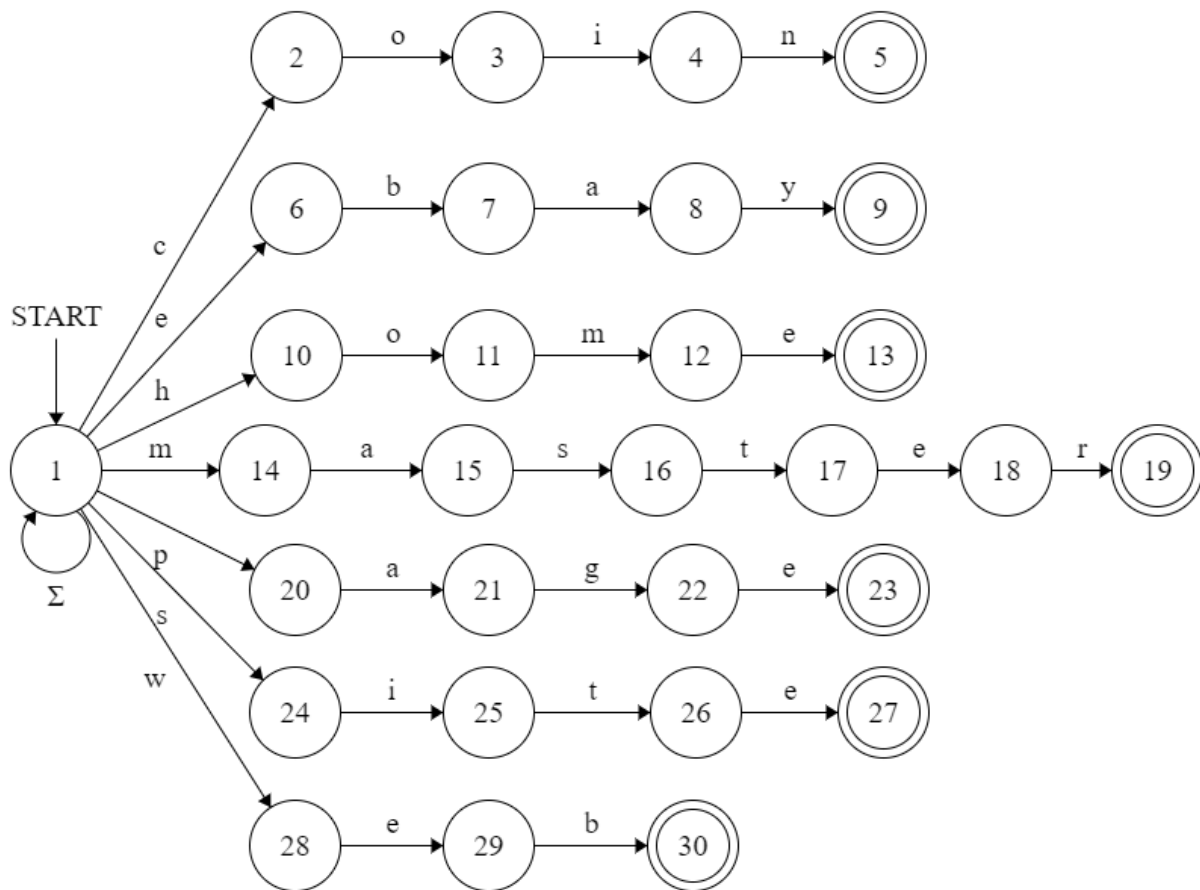 2 o 3 i 4 n 5
6 b 7 a 8 y 9
c
e
START
h
10 o 11 m 12 e 13
1 m 14 a 15 s 16 t 17 e 18 r 19
p
20 a 21 g 22 e 23
Σ
s
w
24 i 25 t 26 e 27
28 e 29 b 30